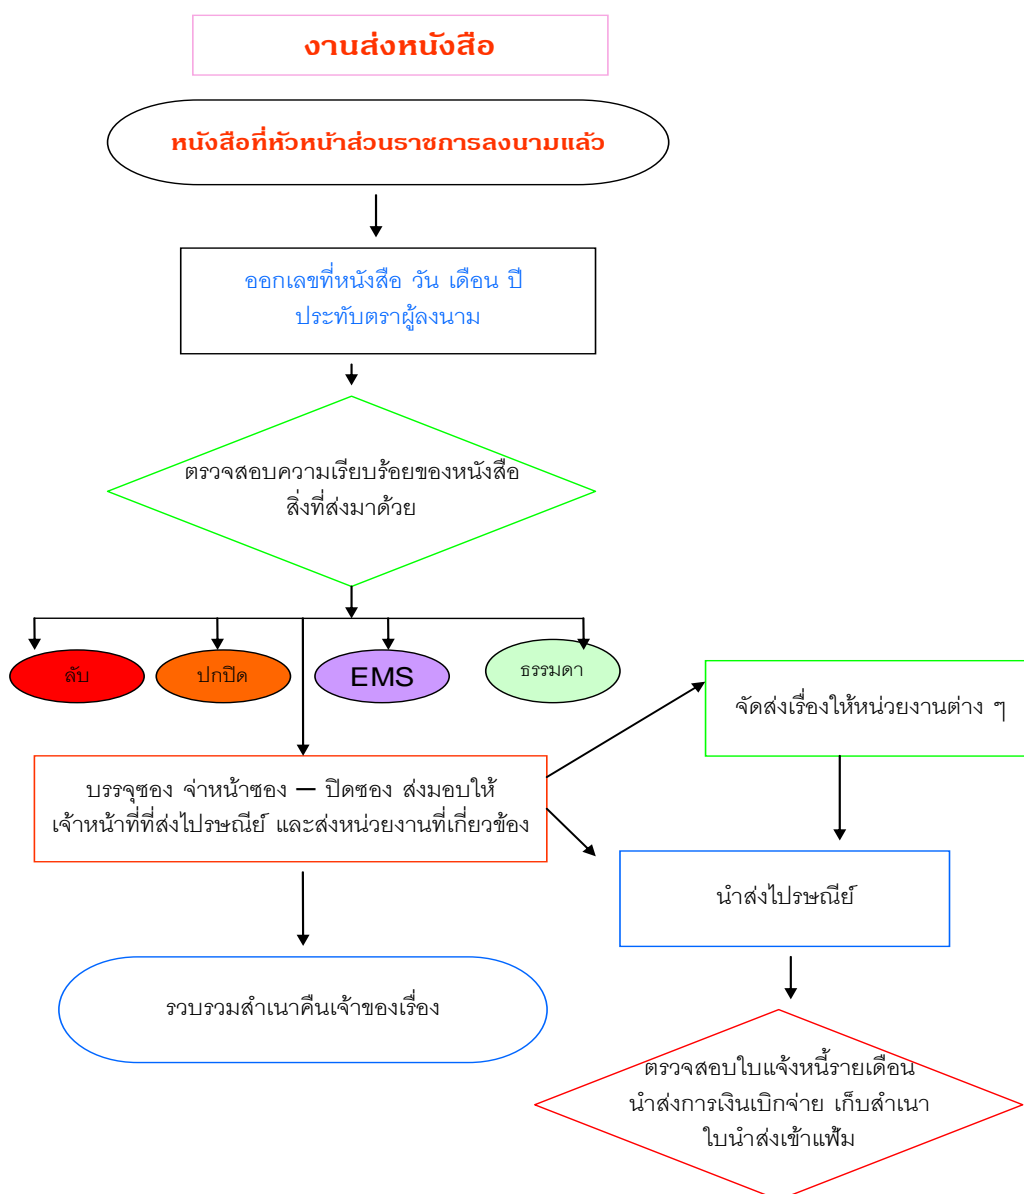 งานส่งหนังสือ
หนังสือที่หัวหน้าส่วนราชการลงนามแล้ว
ออกเลขที่หนังสือ วัน เดือน ปี
ประทับตราผู้ลงนาม
ตรวจสอบความเรียบร้อยของหนังสือ
สิ่งที่ส่งมาด้วย
ลับ
ปกปิด
EMS
ธรรมดา
จัดส่งเรื่องให้หน่วยงานต่าง ๆ
บรรจุซอง จ่าหน้าซอง – ปิดซอง ส่งมอบให้
เจ้าหน้าที่ที่ส่งไปรษณีย์ และส่งหน่วยงานที่เกี่ยวข้อง
นำส่งไปรษณีย์
รวบรวมสำเนาคืนเจ้าของเรื่อง
ตรวจสอบใบแจ้งหนี้รายเดือน
นำส่งการเงินเบิกจ่าย เก็บสำเนา
ใบนำส่งเข้าแฟ้ม